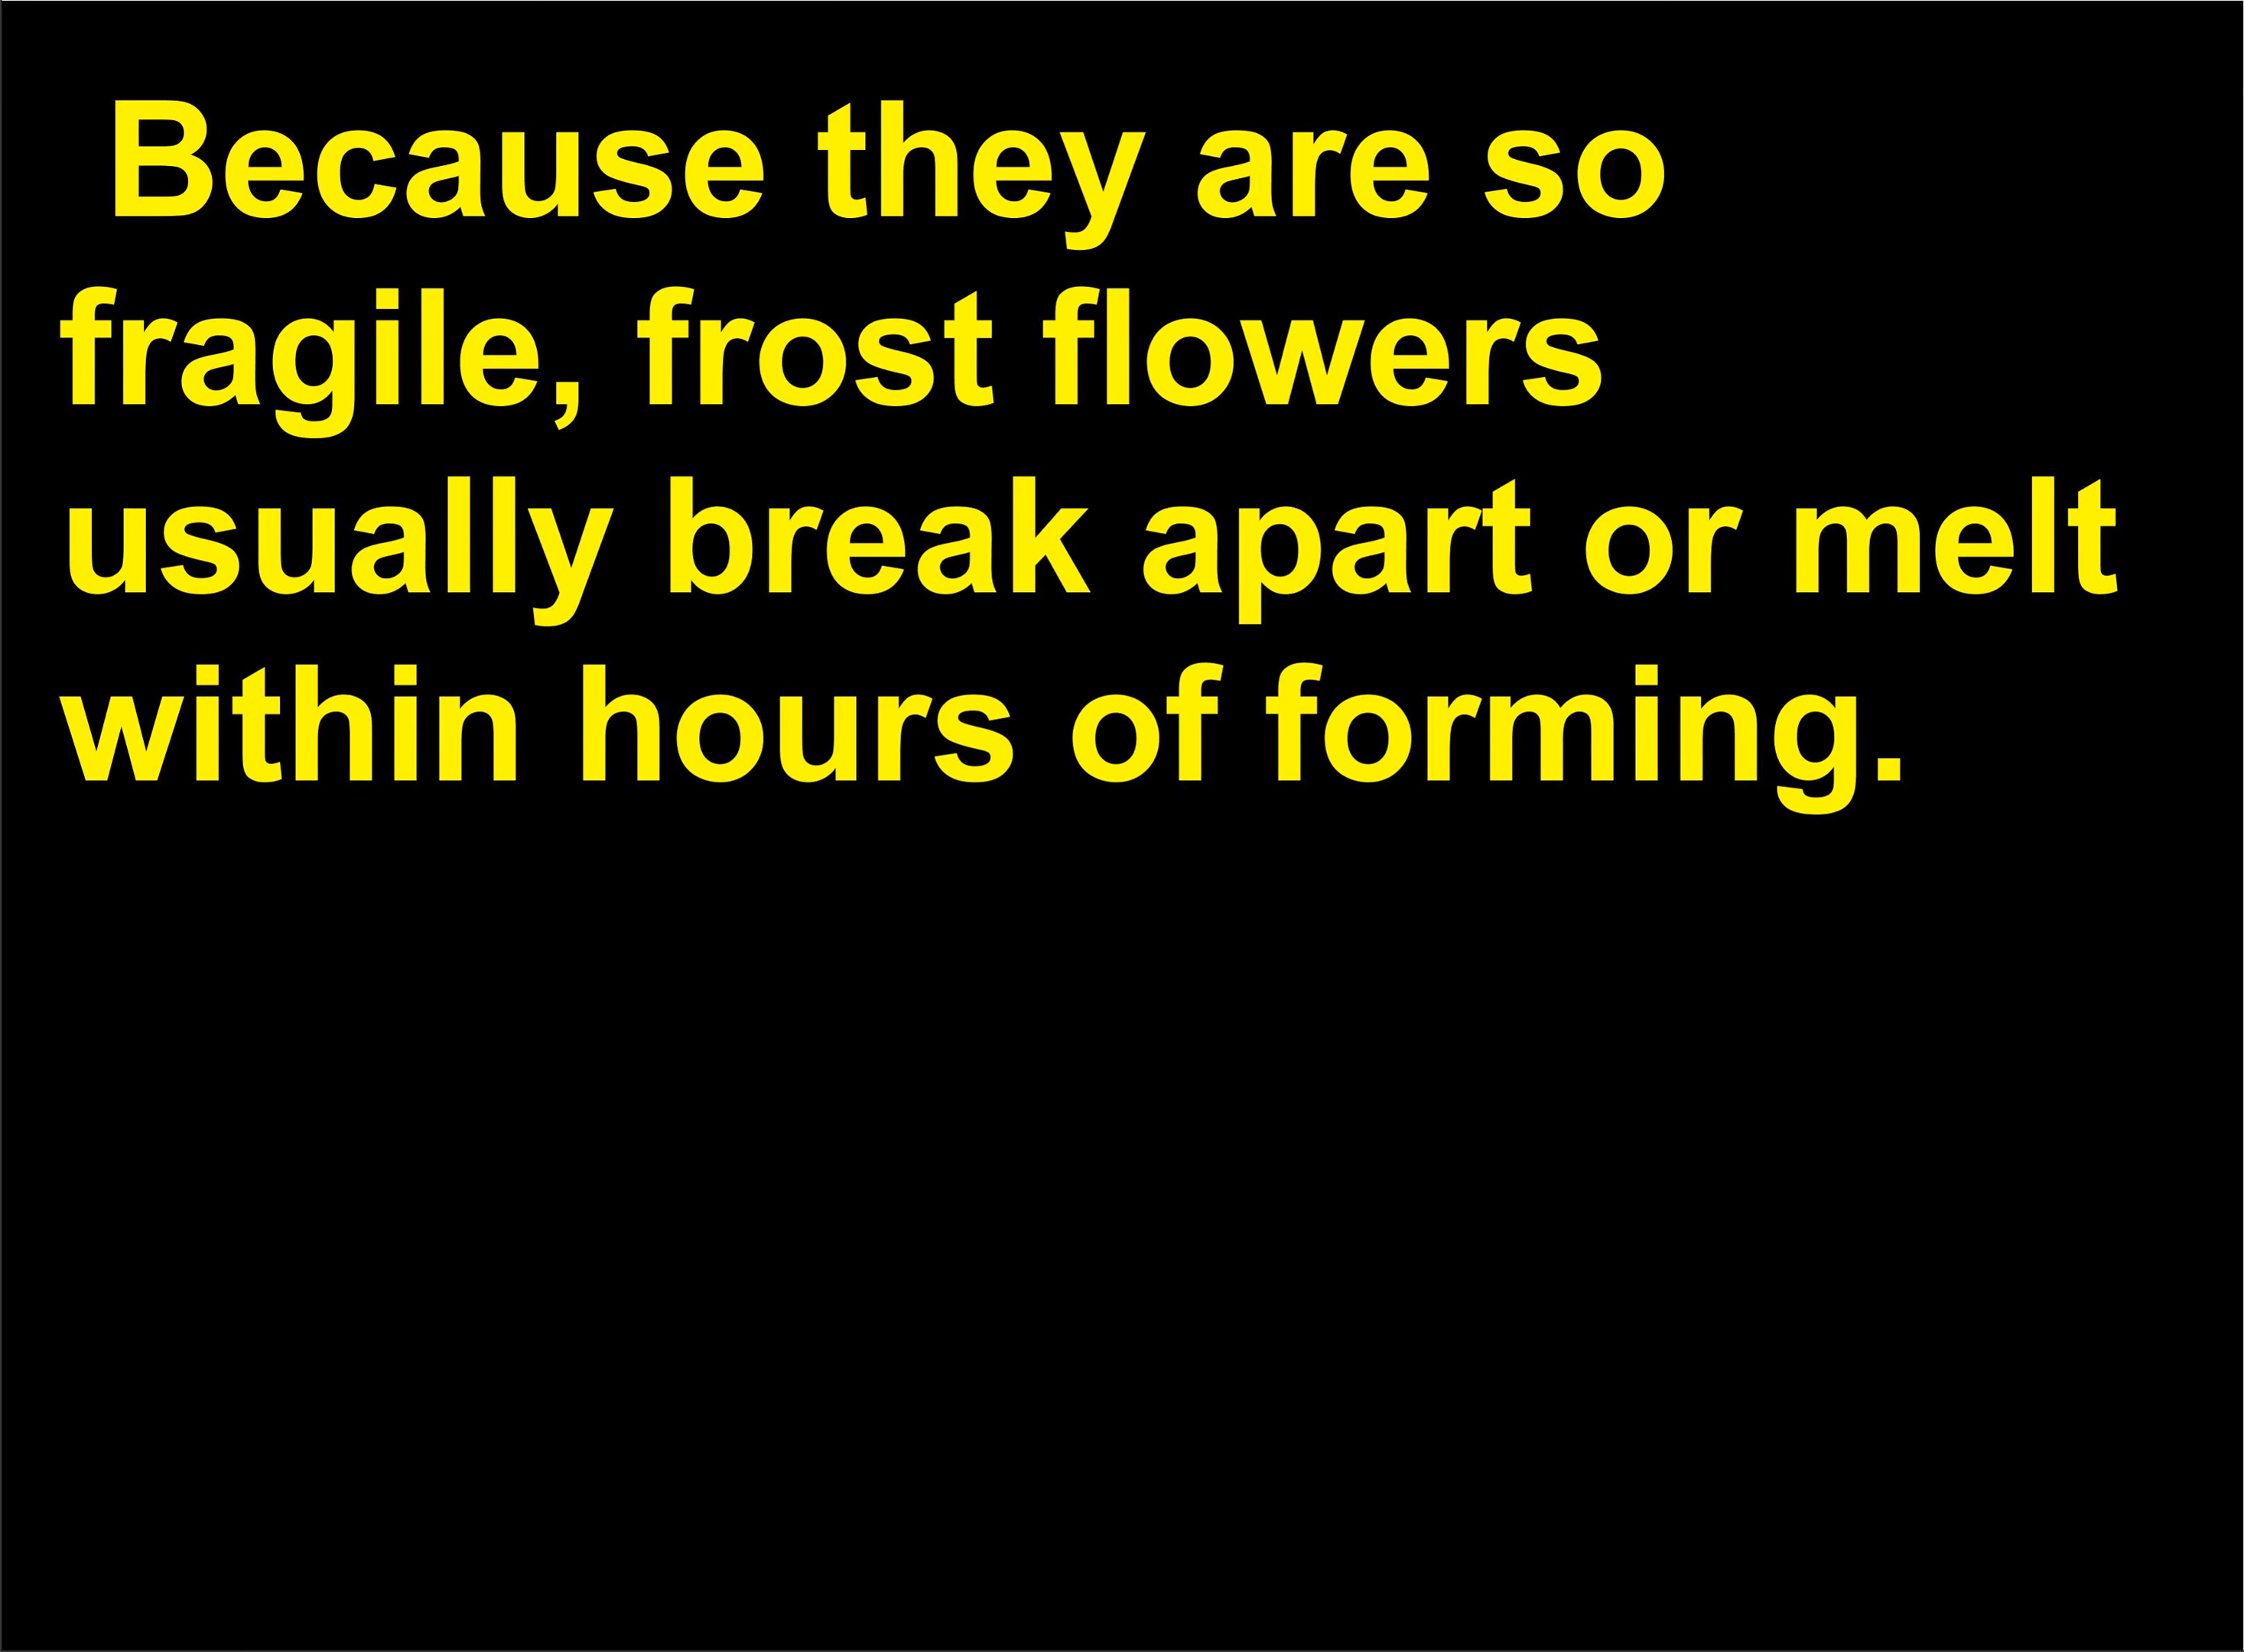 Because they are so
fragile, frost flowers
usually break apart or melt
within hours of forming.